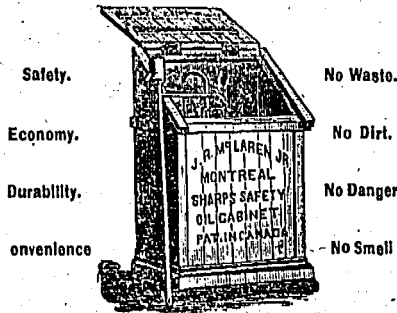 Safety.
No Waste.
Economy.
No Dirt.
J. R. McLAREN JR
MONTREAL
Durability.
SHARPS SAFETY
No Danger
OIL CABINET
PAT. IN CANADA
onvenience
No Smell